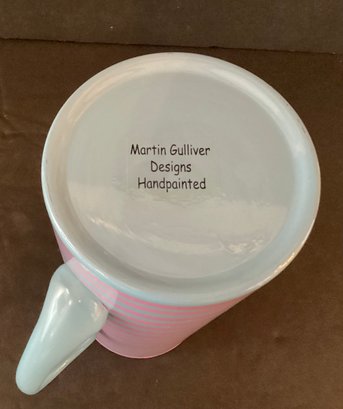 Martin Gulliver
Designs
Handpainted